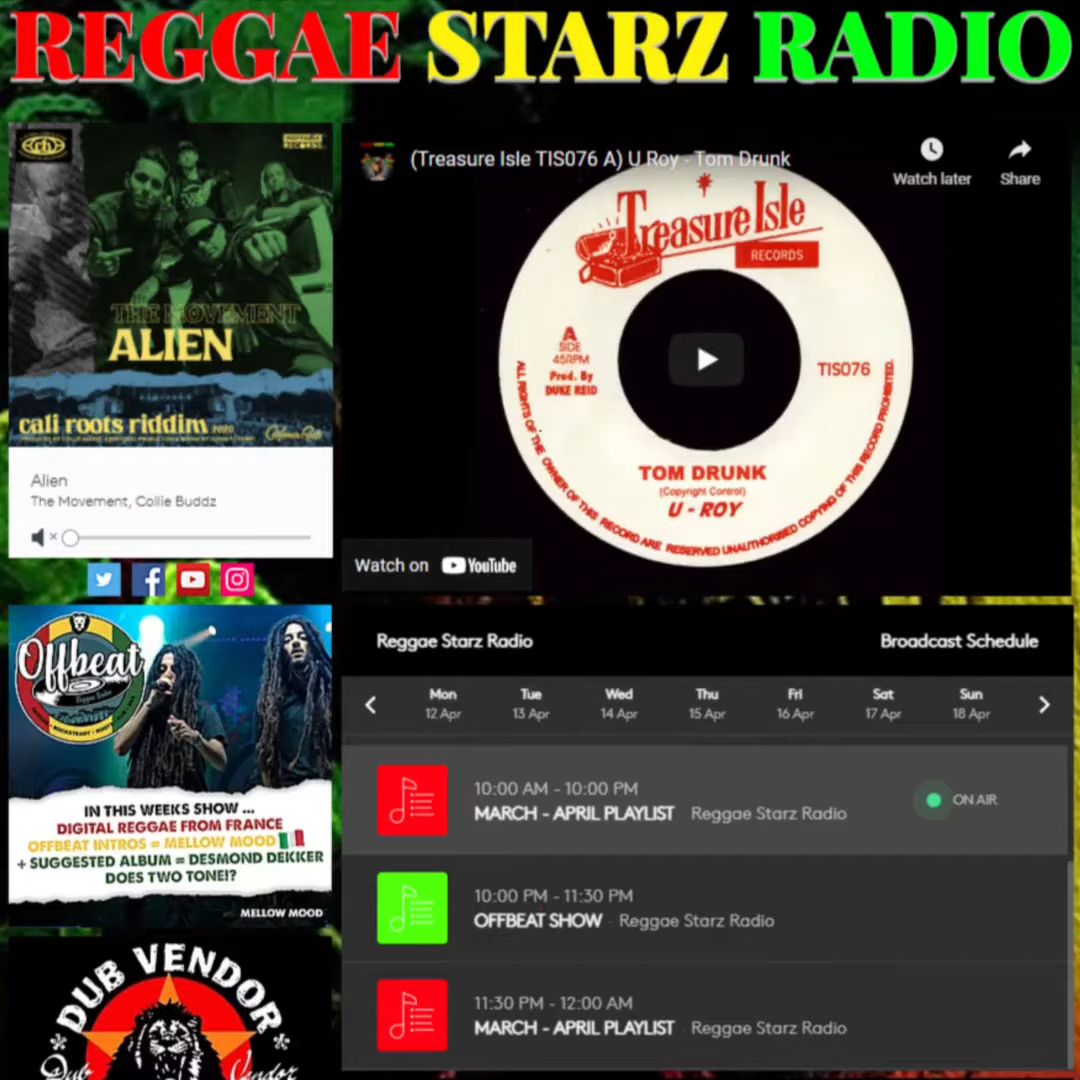 REGGAE STARZ RADIO
THE MOVEMENT
ALIEN
cali roots riddim 2020
Alien
The Movement, Collie Buddz
(Treasure Isle TIS076 A) U Roy - Tom Drunk
Watch later
Share
Treasure Isle
RECORDS
A
SIDE
45RPM
Prod. By
DUKE REID
TIS076
TOM DRUNK
(Copyright Control)
U - ROY
ALL RIGHTS OF THE OWNER OF THIS RECORD ARE RESERVED UNAUTHORISED COPYING OF THIS RECORD PROHIBITED.
Watch on YouTube
Offbeat
IN THIS WEEKS SHOW ...
DIGITAL REGGAE FROM FRANCE
OFFBEAT INTROS = MELLOW MOOD
+ SUGGESTED ALBUM = DESMOND DEKKER
DOES TWO TONE!?
MELLOW MOOD
DUB VENDOR
Dub Vendor
Reggae Starz Radio
Broadcast Schedule
Mon Tue Wed Thu Fri Sat Sun
12 Apr 13 Apr 14 Apr 15 Apr 16 Apr 17 Apr 18 Apr
10:00 AM - 10:00 PM
MARCH - APRIL PLAYLIST Reggae Starz Radio
ON AIR
10:00 PM - 11:30 PM
OFFBEAT SHOW · Reggae Starz Radio
11:30 PM - 12:00 AM
MARCH - APRIL PLAYLIST · Reggae Starz Radio